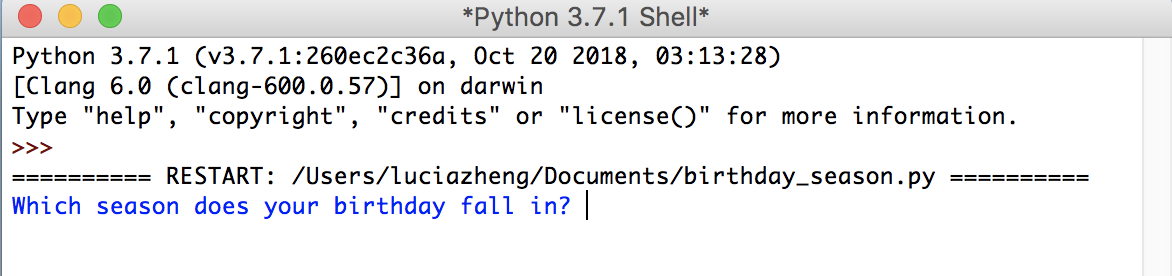 *Python 3.7.1 Shell*
Python 3.7.1 (v3.7.1:260ec2c36a, Oct 20 2018, 03:13:28)
[Clang 6.0 (clang-600.0.57)] on darwin
Type "help", "copyright", "credits" or "license()" for more information.
>>>
========== RESTART: /Users/luciazheng/Documents/birthday_season.py ==========
Which season does your birthday fall in?